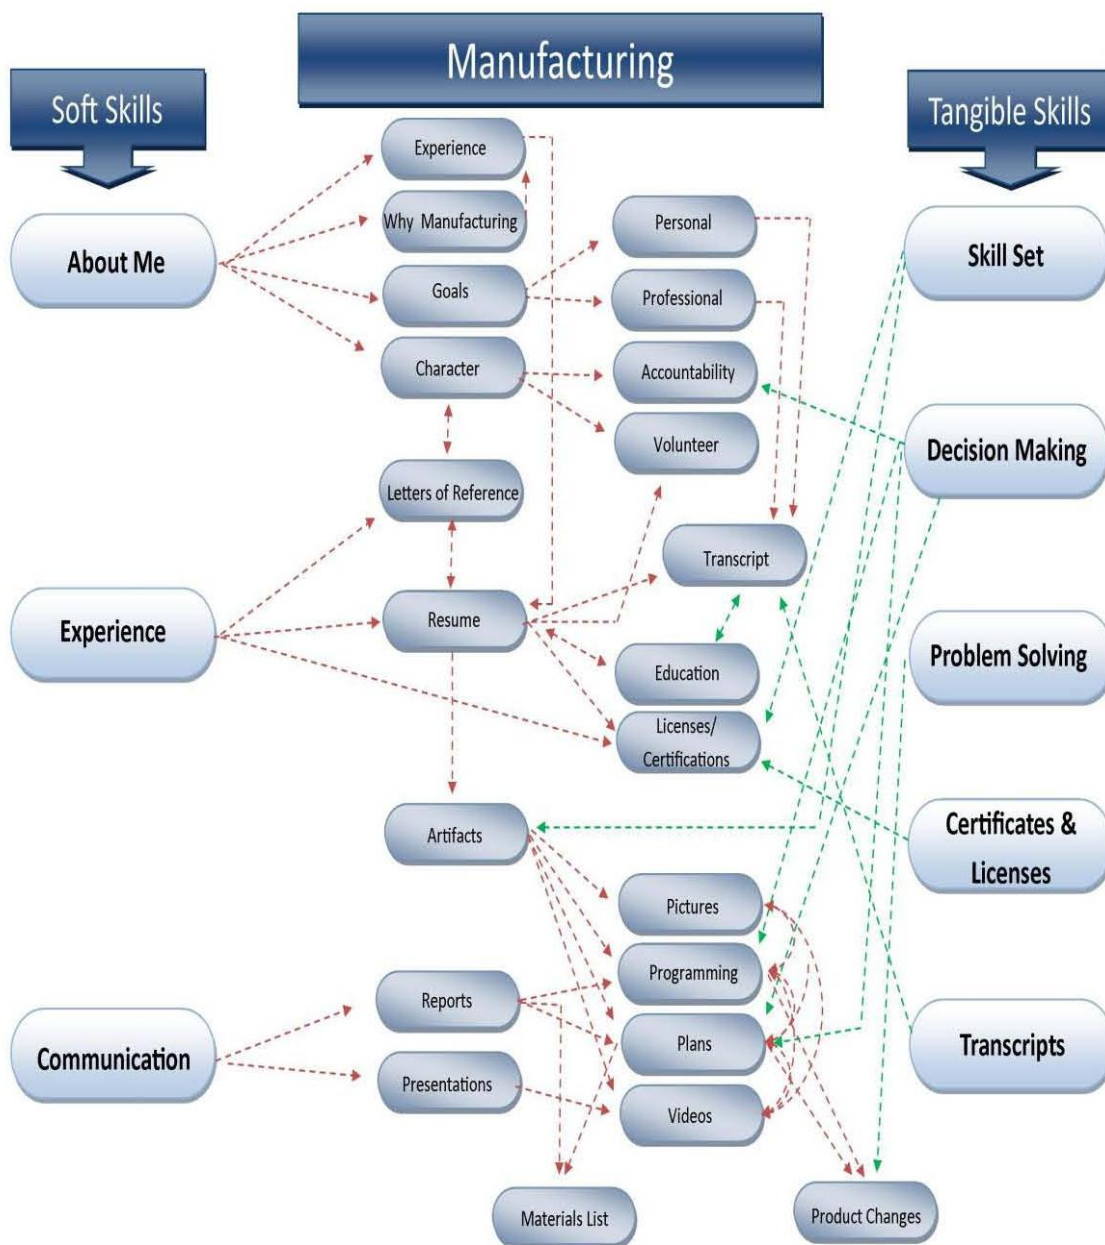 Manufacturing
Soft Skills
Tangible Skills
About Me
Experience
Communication
Experience
Why Manufacturing
Goals
Character
Letters of Reference
Resume
Artifacts
Reports
Presentations
Personal
Professional
Accountability
Volunteer
Transcript
Education
Licenses/
Certifications
Pictures
Programming
Plans
Videos
Materials List
Product Changes
Skill Set
Decision Making
Problem Solving
Certificates &
Licenses
Transcripts